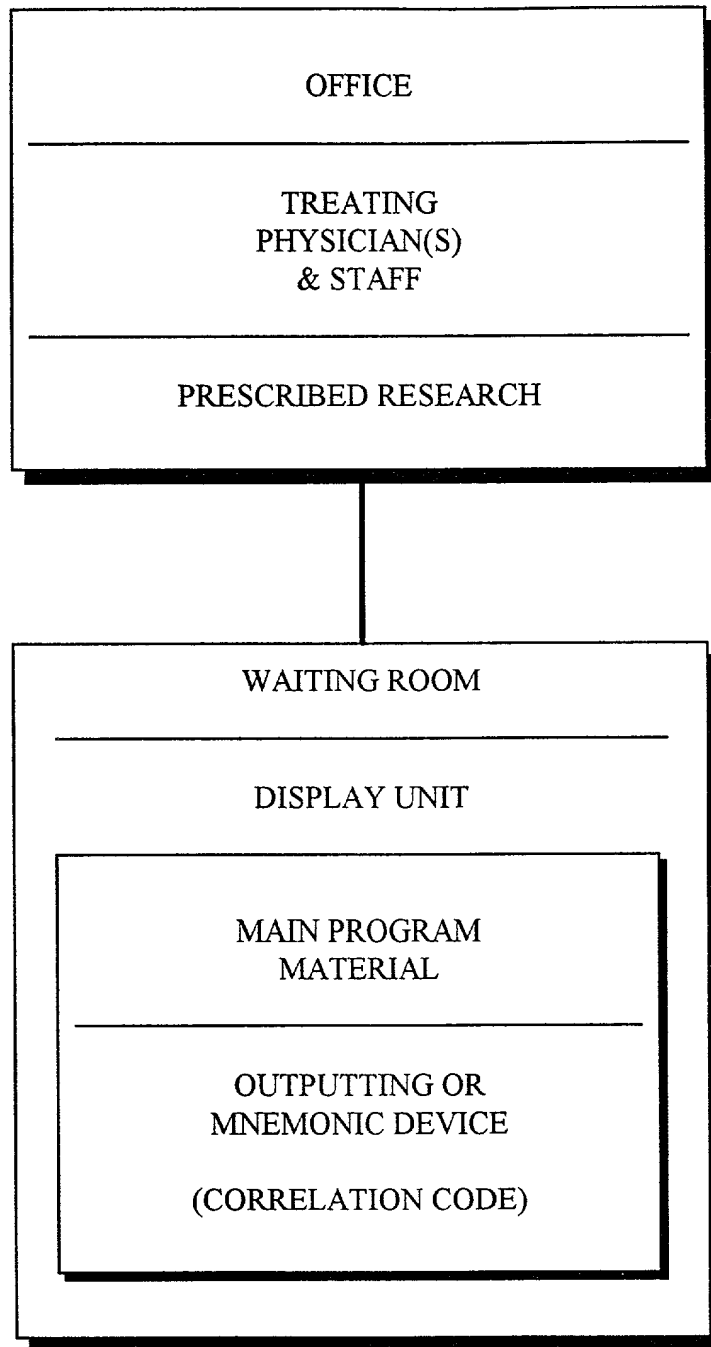 OFFICE
TREATING
PHYSICIAN(S)
& STAFF
PRESCRIBED RESEARCH
WAITING ROOM
DISPLAY UNIT
MAIN PROGRAM
MATERIAL
OUTPUTTING OR
MNEMONIC DEVICE
(CORRELATION CODE)